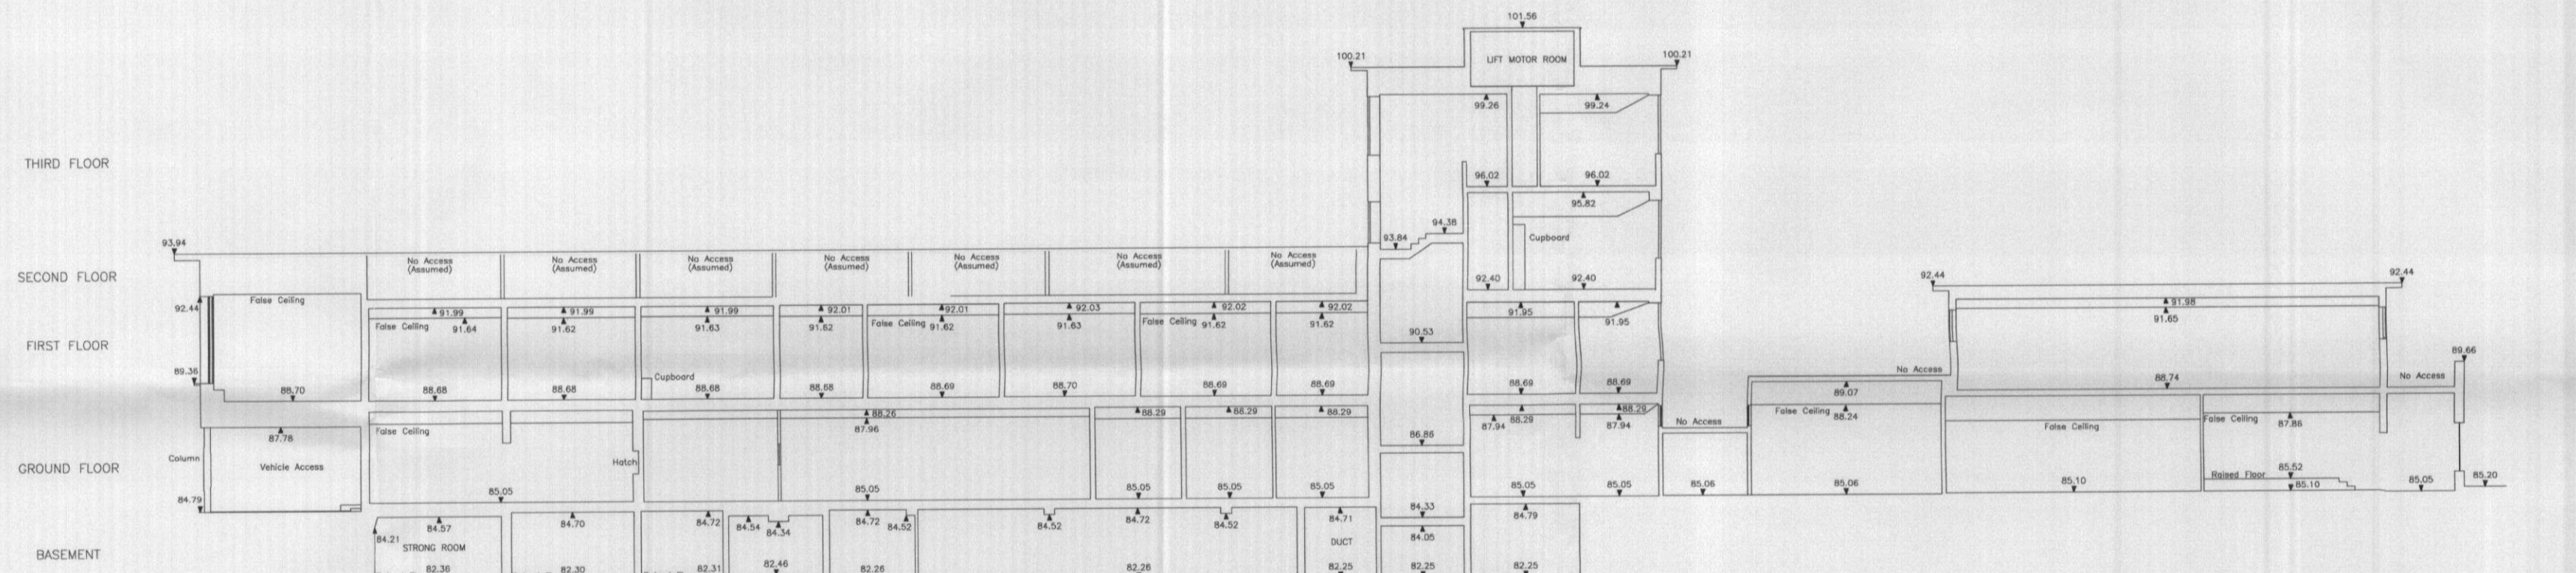 101.56
LIFT MOTOR ROOM
100.21
100.21
99.26
99.24
THIRD FLOOR
96.02
96.02
95.82
94.38
93.84
Cupboard
93.94
SECOND FLOOR
No Access
(Assumed)
No Access
(Assumed)
No Access
(Assumed)
No Access
(Assumed)
No Access
(Assumed)
No Access
(Assumed)
No Access
(Assumed)
92.40
92.40
92.44
92.44
92.44
False Ceiling
91.99
91.99
91.99
92.01
92.01
92.03
92.02
92.02
91.95
91.95
91.98
False Ceiling
91.64
91.62
91.63
91.62
False Ceiling
91.62
91.63
False Ceiling
91.62
91.62
91.65
90.53
FIRST FLOOR
89.36
89.66
No Access
No Access
Cupboard
88.70
88.68
88.68
88.68
88.68
88.69
88.70
88.69
88.69
88.69
88.69
89.07
88.74
88.26
88.29
88.29
88.29
88.29
88.29
87.94
87.94
False Ceiling
88.24
False Ceiling
87.86
No Access
False Ceiling
87.78
False Ceiling
87.96
86.86
Column
Vehicle Access
Hatch
GROUND FLOOR
Raised Floor
85.52
85.20
84.79
85.05
85.05
85.05
85.05
85.05
85.05
85.05
85.06
85.06
85.10
85.10
85.05
84.33
84.57
84.70
84.72
84.54
84.34
84.72
84.52
84.52
84.72
84.52
84.71
84.05
84.79
84.21
STRONG ROOM
DUCT
BASEMENT
82.36
82.30
82.31
82.46
82.26
82.26
82.25
82.25
82.25